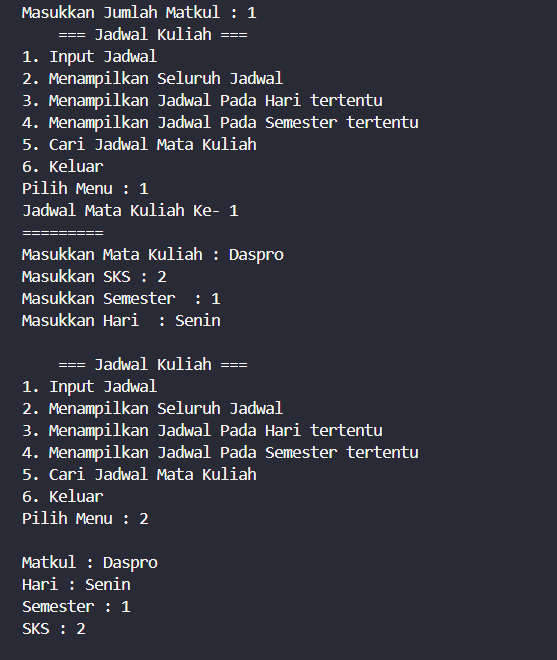 Masukkan Jumlah Matkul : 1
=== Jadwal Kuliah ===
1. Input Jadwal
2. Menampilkan Seluruh Jadwal
3. Menampilkan Jadwal Pada Hari tertentu
4. Menampilkan Jadwal Pada Semester tertentu
5. Cari Jadwal Mata Kuliah
6. Keluar
Pilih Menu : 1
Jadwal Mata Kuliah Ke- 1
=========
Masukkan Mata Kuliah : Daspro
Masukkan SKS : 2
Masukkan Semester  : 1
Masukkan Hari  : Senin
=== Jadwal Kuliah ===
1. Input Jadwal
2. Menampilkan Seluruh Jadwal
3. Menampilkan Jadwal Pada Hari tertentu
4. Menampilkan Jadwal Pada Semester tertentu
5. Cari Jadwal Mata Kuliah
6. Keluar
Pilih Menu : 2
Matkul : Daspro
Hari : Senin
Semester : 1
SKS : 2